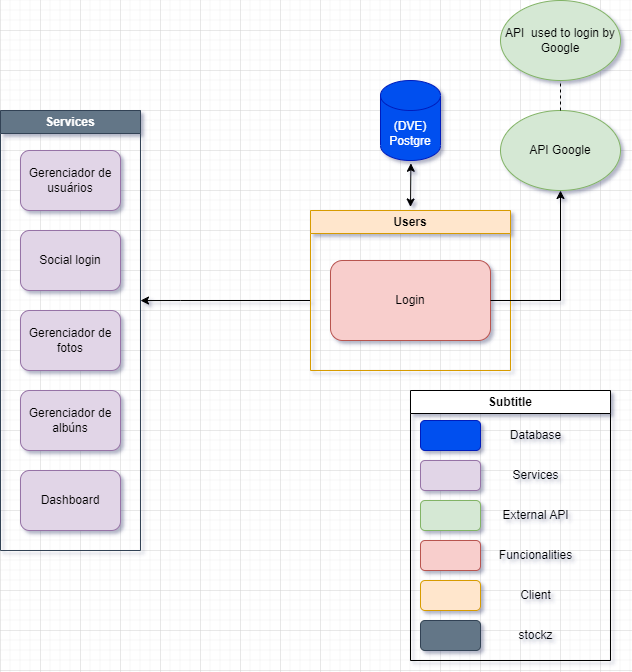 API used to login by
Google
API Google
(DVE)
Postgre
Services
Gerenciador de
usuários
Social login
Gerenciador de
fotos
Gerenciador de
albúns
Dashboard
Users
Login
Subtitle
Database
Services
External API
Funcionalities
Client
stockz